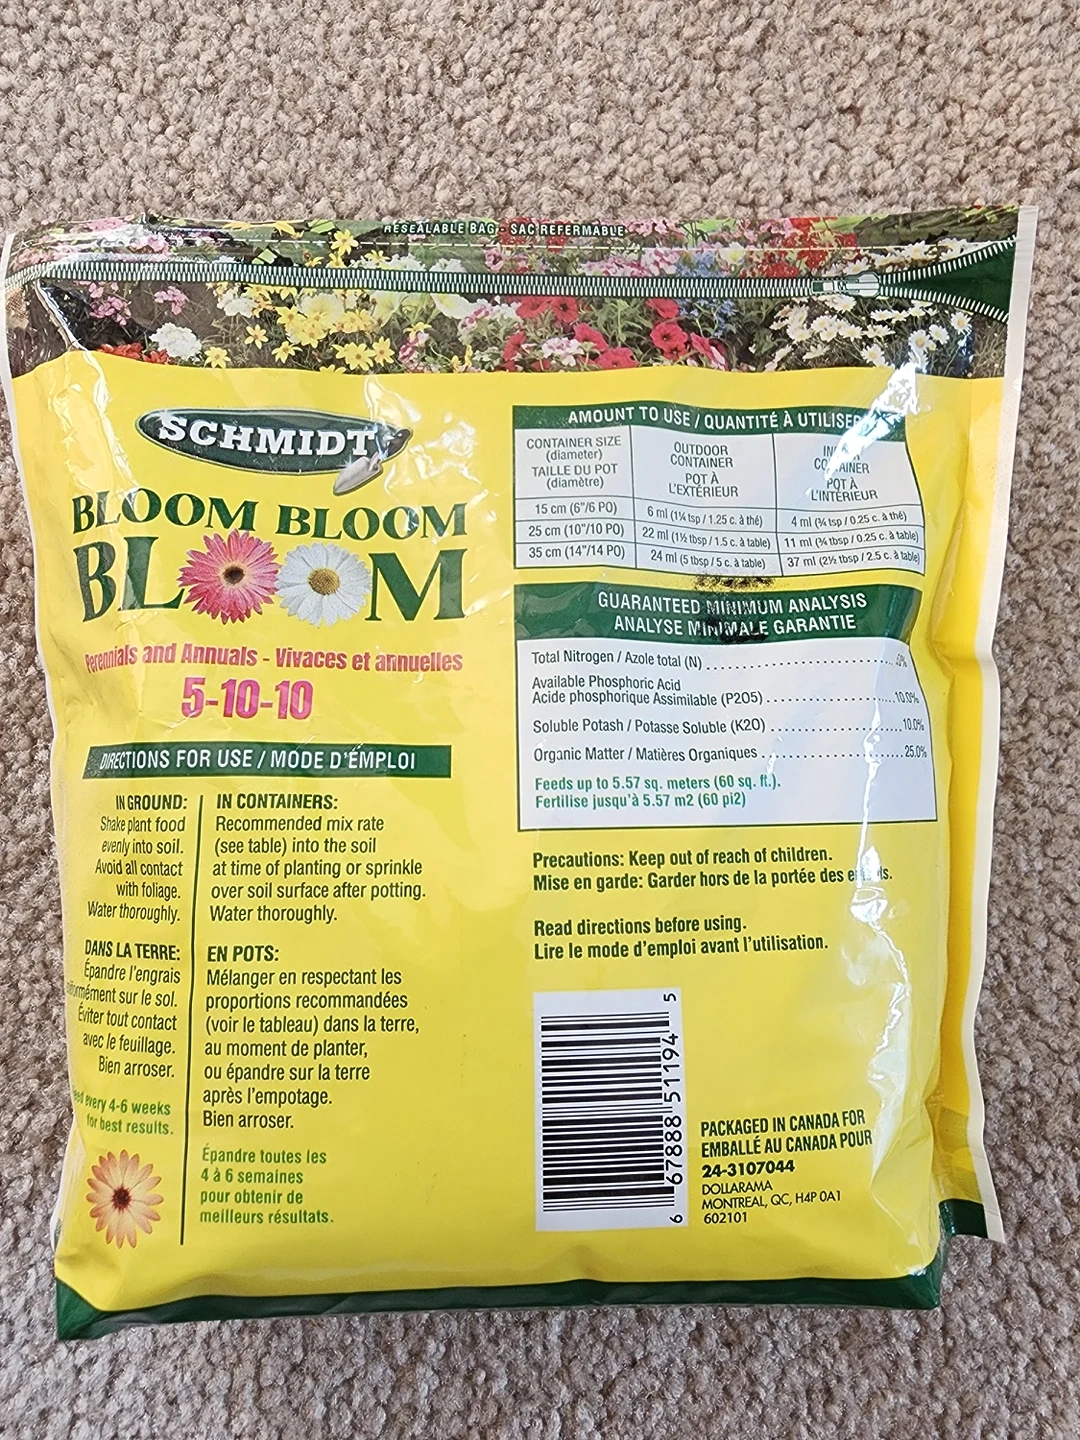 RESEALABLE BAG - SAC REFERMABLE
SCHMIDT
BLOOM BLOOM
BLOOM
Perennials and Annuals - Vivaces et annuelles
5-10-10
DIRECTIONS FOR USE / MODE D'ÉMPLOI
IN GROUND:
Shake plant food
evenly into soil.
Avoid all contact
with foliage.
Water thoroughly.
DANS LA TERRE:
Épandre l'engrais
sur le sol.
Éviter tout contact
avec le feuillage.
Bien arroser.
every 4-6 weeks
for best results.
IN CONTAINERS:
Recommended mix rate
(see table) into the soil
at time of planting or sprinkle
over soil surface after potting.
Water thoroughly.
EN POTS:
Mélanger en respectant les
proportions recommandées
(voir le tableau) dans la terre,
au moment de planter,
ou épandre sur la terre
après l'empotage.
Bien arroser.
Épandre toutes les
4 à 6 semaines
pour obtenir de
meilleurs résultats.
AMOUNT TO USE / QUANTITÉ À UTILISER
CONTAINER SIZE
(diameter)
TAILLE DU POT
(diamètre)
OUTDOOR
CONTAINER
POT À
L'EXTÉRIEUR
POT À
L'INTÉRIEUR
15 cm (6"/6 PO) 6 ml (1¼ tsp / 1.25 c. à thé) 4 ml (¾ tsp / 0.25 c. à thé)
25 cm (10"/10 PO) 22 ml (1½ tbsp / 1.5 c. à table) 11 ml (¾ tbsp / 0.25 c. à table)
35 cm (14"/14 PO) 24 ml (5 tbsp / 5 c. à table) 37 ml (2½ tbsp / 2.5 c. à table)
GUARANTEED MINIMUM ANALYSIS
ANALYSE MINIMALE GARANTIE
Total Nitrogen / Azole total (N)
Available Phosphoric Acid
Acide phosphorique Assimilable (P2O5) 10.0%
Soluble Potash / Potasse Soluble (K2O) 10.0%
Organic Matter / Matières Organiques 25.0%
Feeds up to 5.57 sq. meters (60 sq. ft.).
Fertilise jusqu'à 5.57 m2 (60 pi2)
Precautions: Keep out of reach of children.
Mise en garde: Garder hors de la portée des
Read directions before using.
Lire le mode d'emploi avant l'utilisation.
6 67888 51194 5
PACKAGED IN CANADA FOR
EMBALLÉ AU CANADA POUR
24-3107044
DOLLARAMA
MONTREAL, QC, H4P 0A1
602101